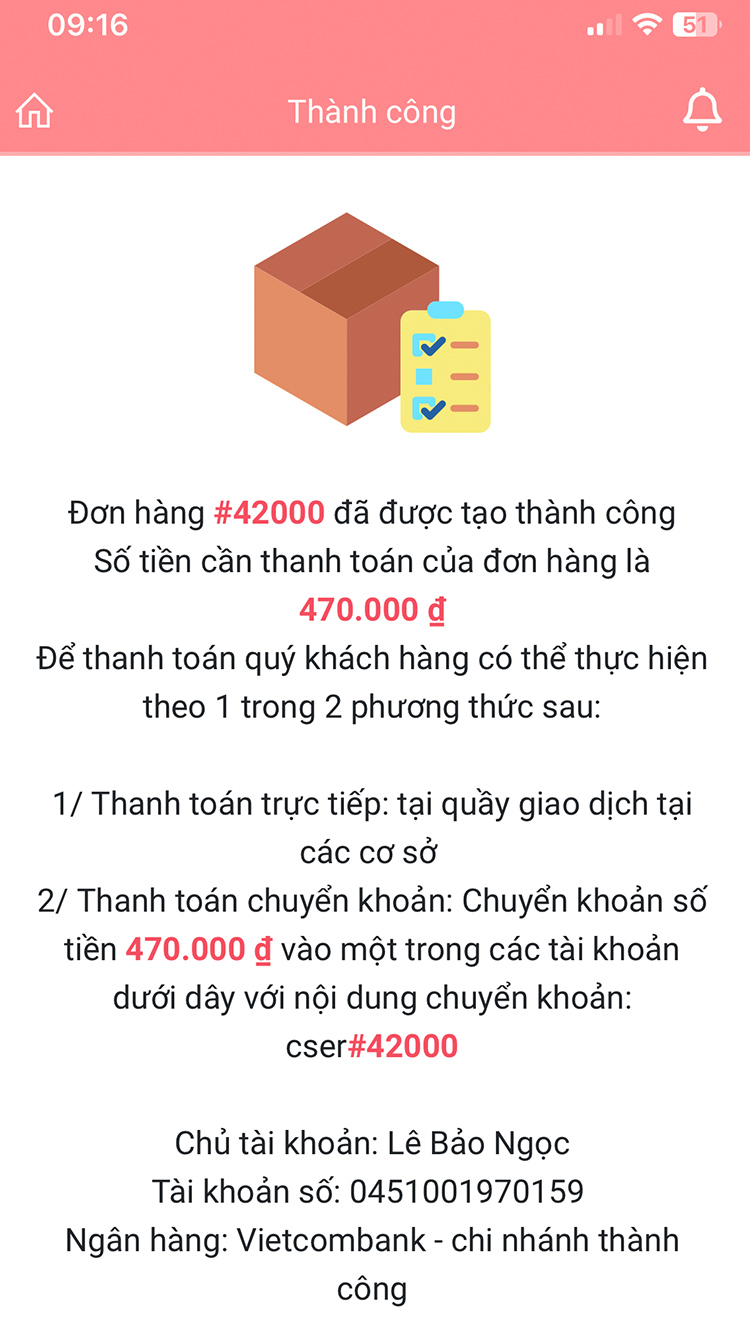 09:16
51
Thành công
Đơn hàng #42000 đã được tạo thành công
Số tiền cần thanh toán của đơn hàng là
470.000 ₫
Để thanh toán quý khách hàng có thể thực hiện
theo 1 trong 2 phương thức sau:
1/ Thanh toán trực tiếp: tại quầy giao dịch tại
các cơ sở
2/ Thanh toán chuyển khoản: Chuyển khoản số
tiền 470.000 ₫ vào một trong các tài khoản
dưới dây với nội dung chuyển khoản:
cser#42000
Chủ tài khoản: Lê Bảo Ngọc
Tài khoản số: 0451001970159
Ngân hàng: Vietcombank - chi nhánh thành
công